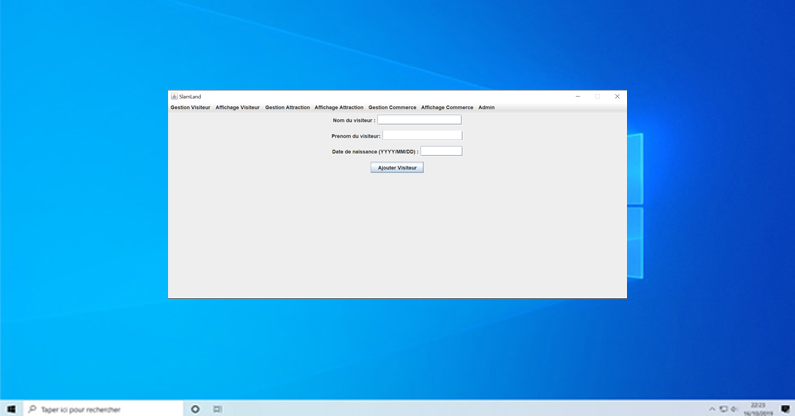 SlamLand
Gestion Visiteur Affichage Visiteur Gestion Attraction Affichage Attraction Gestion Commerce Affichage Commerce Admin
Nom du visiteur :
Prenom du visiteur:
Date de naissance (YYYY/MM/DD) :
Ajouter Visiteur
Taper ici pour rechercher
22:23
16/10/2019